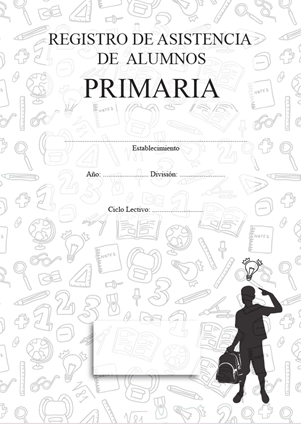 REGISTRO DE ASISTENCIA
DE ALUMNOS
PRIMARIA
Establecimiento
Año: .......................... División: ..........................
Ciclo Lectivo: ..............................